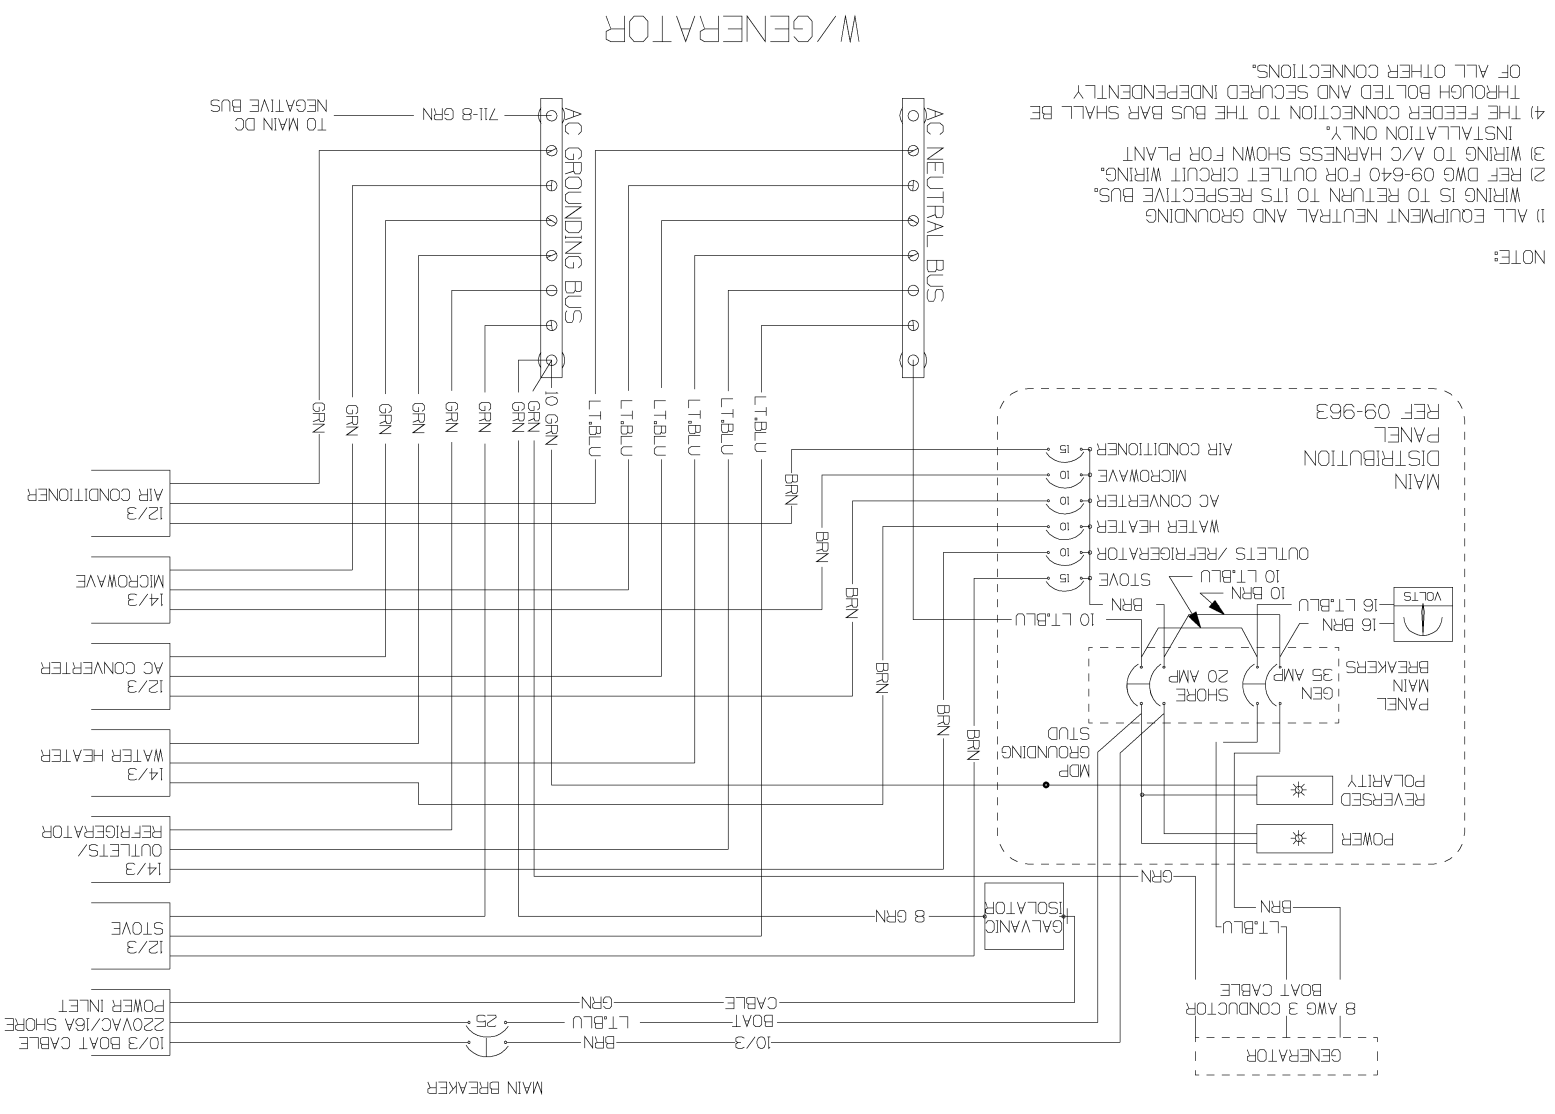 MAIN BREAKER
10/3 BOAT CABLE
220VAC/16A SHORE
POWER INLET
BRN
10/3
25
LT.BLU
BOAT
GRN
CABLE
GENERATOR
8 AWG 3 CONDUCTOR
BOAT CABLE
LT.BLU
BRN
GRN
12/3
STOVE
8 GRN
GALVANIC
ISOLATOR
14/3
OUTLETS/
REFRIGERATOR
POWER
REVERSED
POLARITY
14/3
WATER HEATER
MDP
GROUNDING
STUD
12/3
AC CONVERTER
PANEL
MAIN
BREAKERS
GEN
35 AMP
SHORE
20 AMP
14/3
MICROWAVE
16 BRN
16 LT.BLU
VOLTS
10 BRN
10 LT.BLU
BRN
10 LT.BLU
12/3
AIR CONDITIONER
STOVE
15
OUTLETS/REFRIGERATOR
10
WATER HEATER
10
AC CONVERTER
10
MICROWAVE
10
AIR CONDITIONER
15
MAIN
DISTRIBUTION
PANEL
REF 09-963
BRN
BRN
BRN
BRN
BRN
BRN
GRN
GRN
GRN
GRN
GRN
GRN
GRN
GRN
10 GRN
LT.BLU
LT.BLU
LT.BLU
LT.BLU
LT.BLU
LT.BLU
AC GROUNDING BUS
AC NEUTRAL BUS
711-8 GRN
TO MAIN DC
NEGATIVE BUS
NOTE:
1) ALL EQUIPMENT NEUTRAL AND GROUNDING
WIRING IS TO RETURN TO ITS RESPECTIVE BUS.
2) REF DWG 09-640 FOR OUTLET CIRCUIT WIRING.
3) WIRING TO A/C HARNESS SHOWN FOR PLANT
INSTALLATION ONLY.
4) THE FEEDER CONNECTION TO THE BUS BAR SHALL BE
THROUGH BOLTED AND SECURED INDEPENDENTLY
OF ALL OTHER CONNECTIONS.
W/GENERATOR